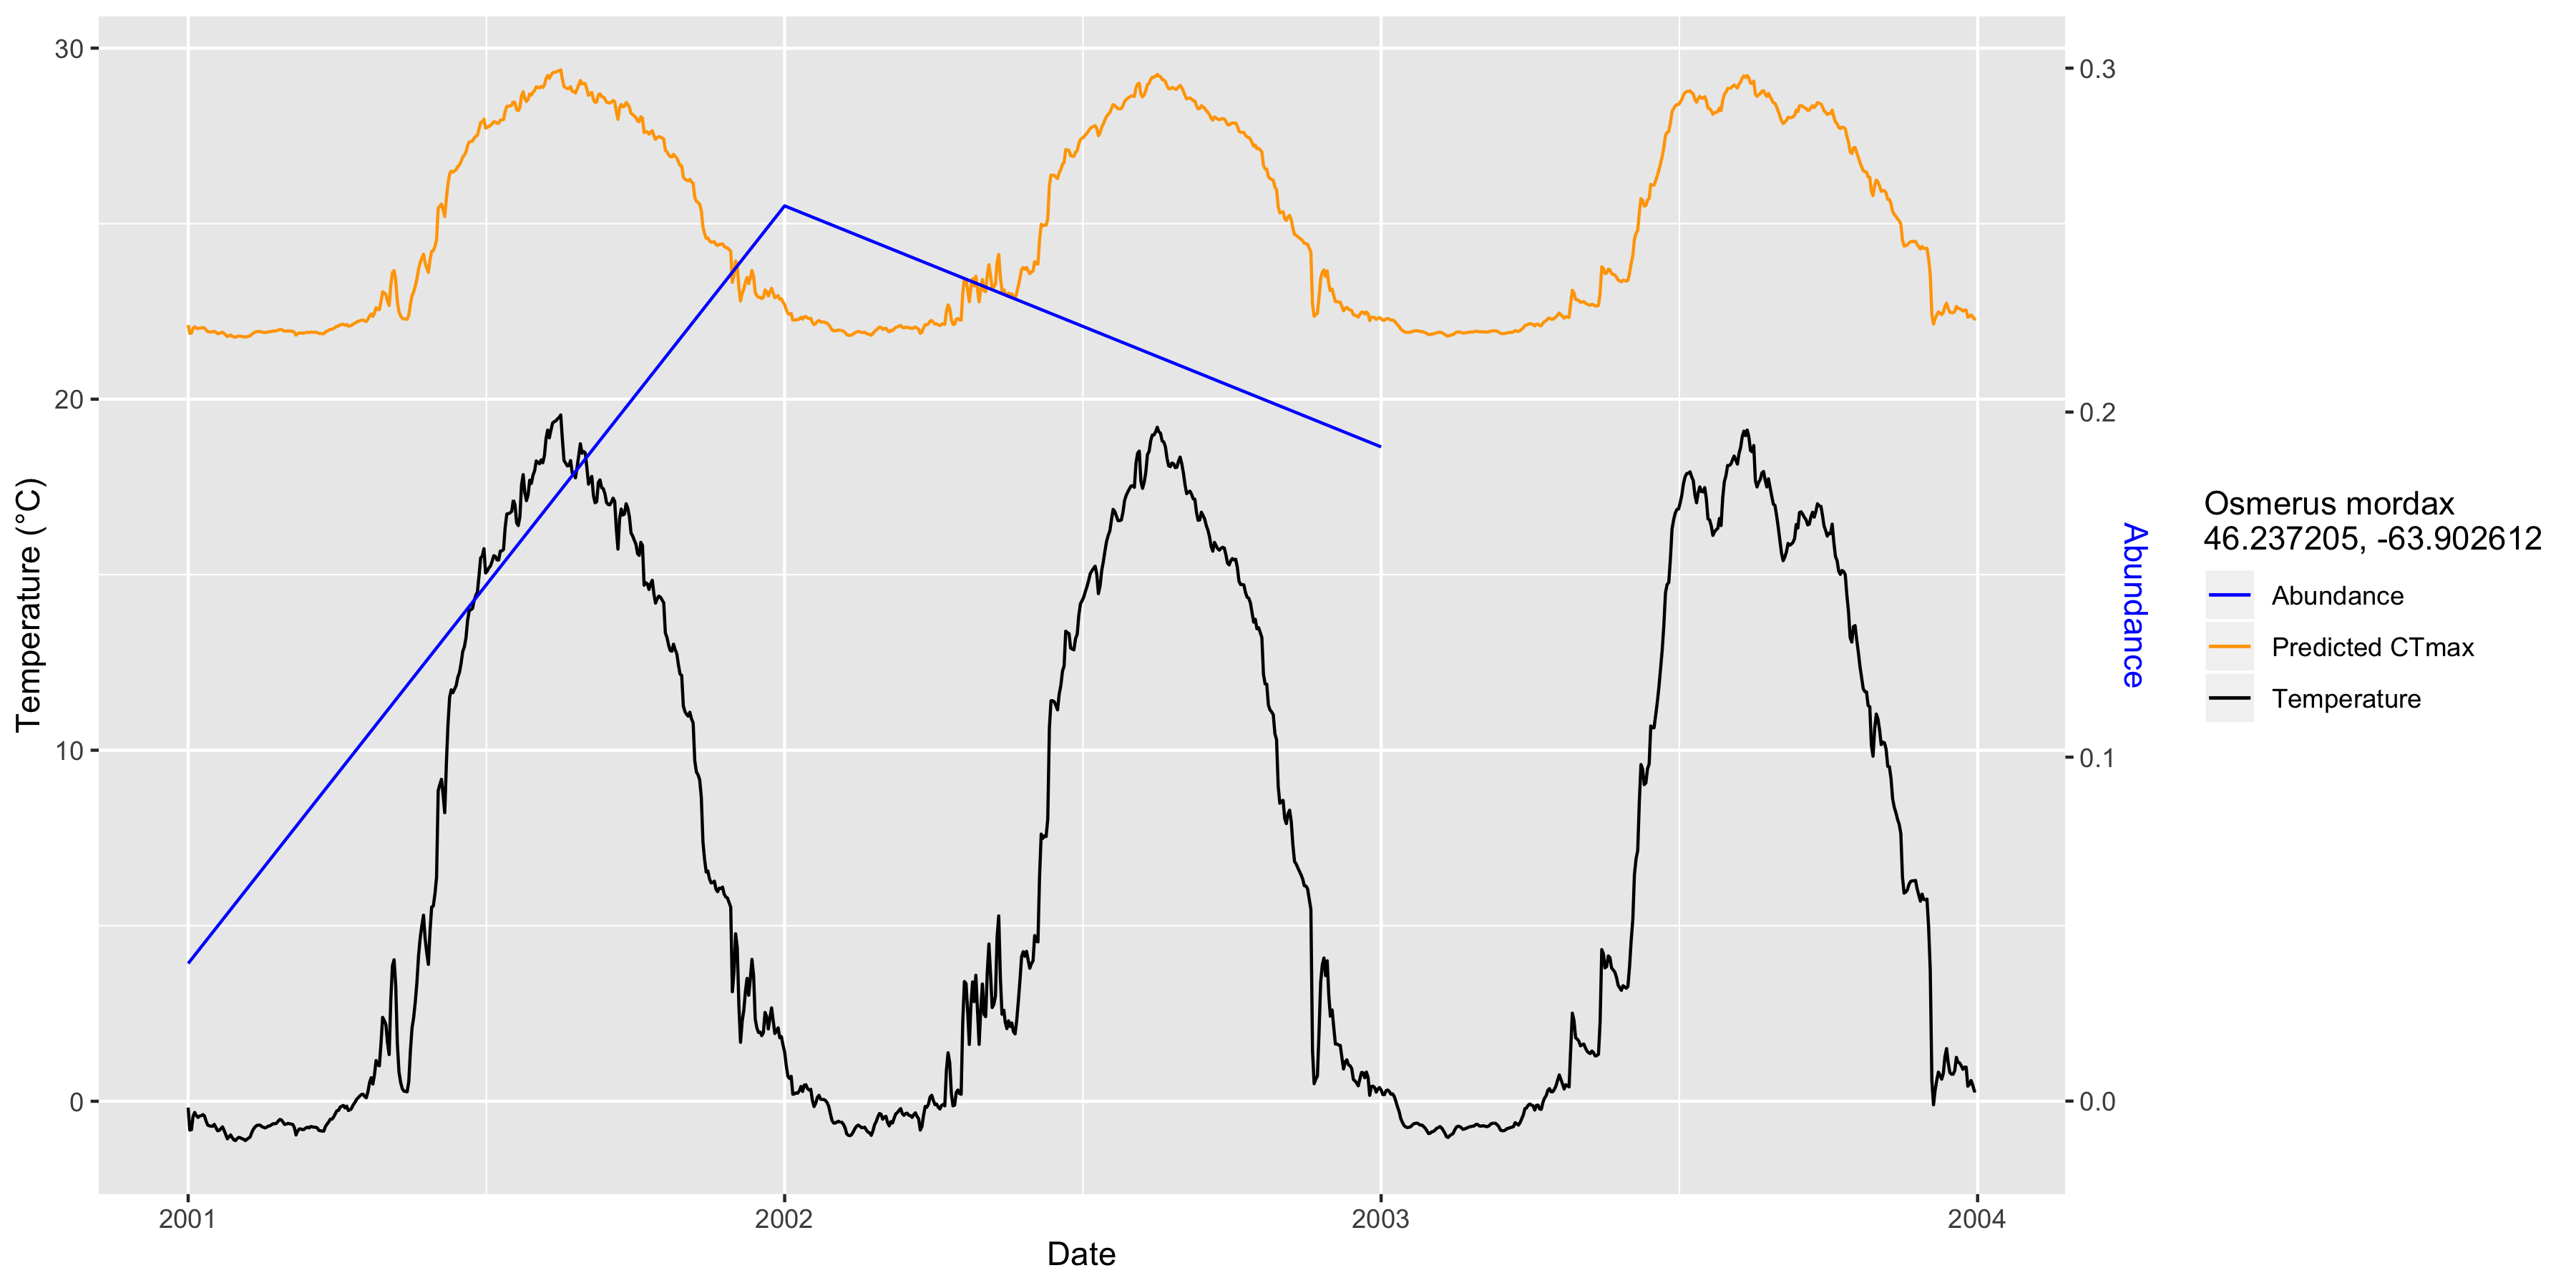 30
20
10
0
Temperature (°C)
2001
2002
2003
2004
Date
0.3
0.2
0.1
0.0
Abundance
Osmerus mordax
46.237205, -63.902612
Abundance
Predicted CTmax
Temperature